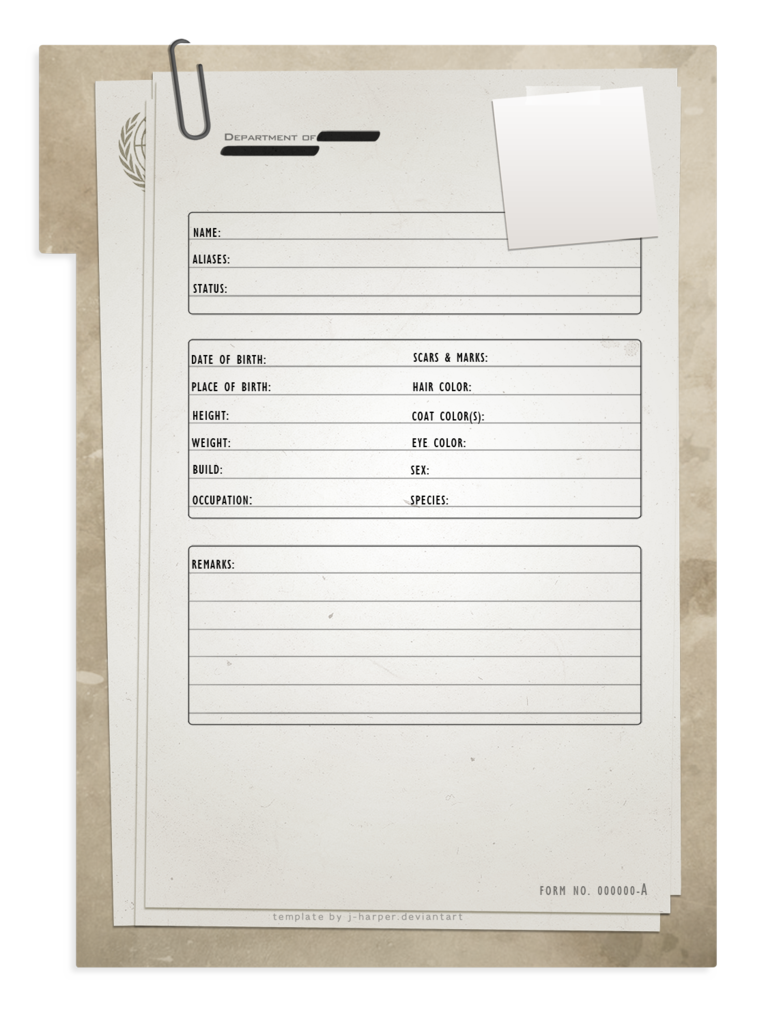 DEPARTMENT OF
NAME:
ALIASES:
STATUS:
DATE OF BIRTH:
SCARS & MARKS:
PLACE OF BIRTH:
HAIR COLOR:
HEIGHT:
COAT COLOR(S):
WEIGHT:
EYE COLOR:
BUILD:
SEX:
OCCUPATION:
SPECIES:
REMARKS:
FORM NO. 000000-A
template by j-harper.deviantart